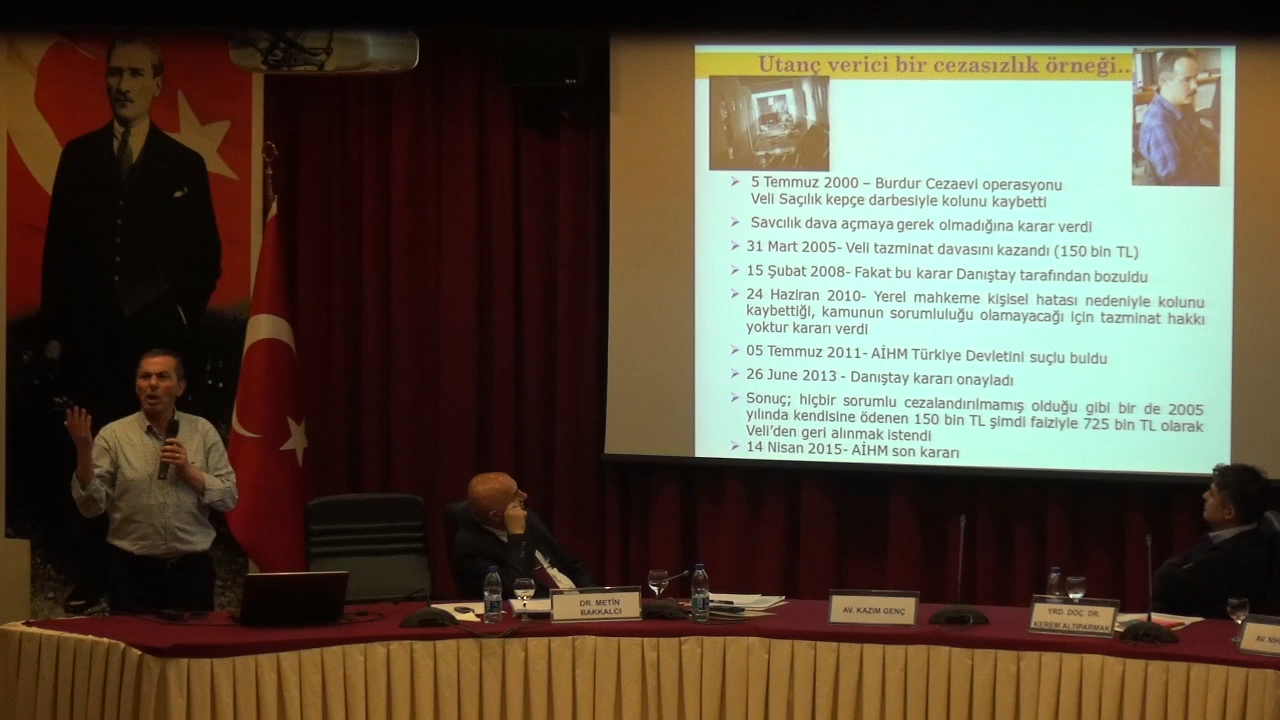 Utanç verici bir cezasızlık örneği..
5 Temmuz 2000 – Burdur Cezaevi operasyonu
Veli Saçılık kepçe darbesiyle kolunu kaybetti
Savcılık dava açmaya gerek olmadığına karar verdi
31 Mart 2005- Veli tazminat davasını kazandı (150 bin TL)
15 Şubat 2008- Fakat bu karar Danıştay tarafından bozuldu
24 Haziran 2010- Yerel mahkeme kişisel hatası nedeniyle kolunu
kaybettiği, kamunun sorumluluğu olamayacağı için tazminat hakkı
yoktur kararı verdi
05 Temmuz 2011- AİHM Türkiye Devletini suçlu buldu
26 June 2013 - Danıştay kararı onayladı
Sonuç; hiçbir sorumlu cezalandırılmamış olduğu gibi bir de 2005
yılında kendisine ödenen 150 bin TL şimdi faiziyle 725 bin TL olarak
Veli’den geri alınmak istendi
14 Nisan 2015- AİHM son kararı
DR. METİN
BAKKALCI
AV. KAZIM GENÇ
YRD. DOÇ. DR.
KEREM ALTIPARMAK
AV. NİH